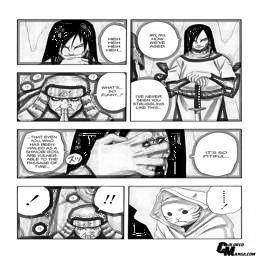 HEH
HEH
HEH
HEH...
MY, MY.
HOW
WE'VE
AGED.
WHAT'S
SO
FUNNY...?
I'VE NEVER
SEEN YOU
STRUGGLING
LIKE THIS...
...THAT EVEN
YOU, WHO
HAS BEEN
HAILED AS A
SHINOBI GOD,
ARE VULNER-
ABLE TO THE
PASSAGE OF
TIME...
IT'S SO
PITIFUL...
!
!!
...!
COLORED
MANGA.COM